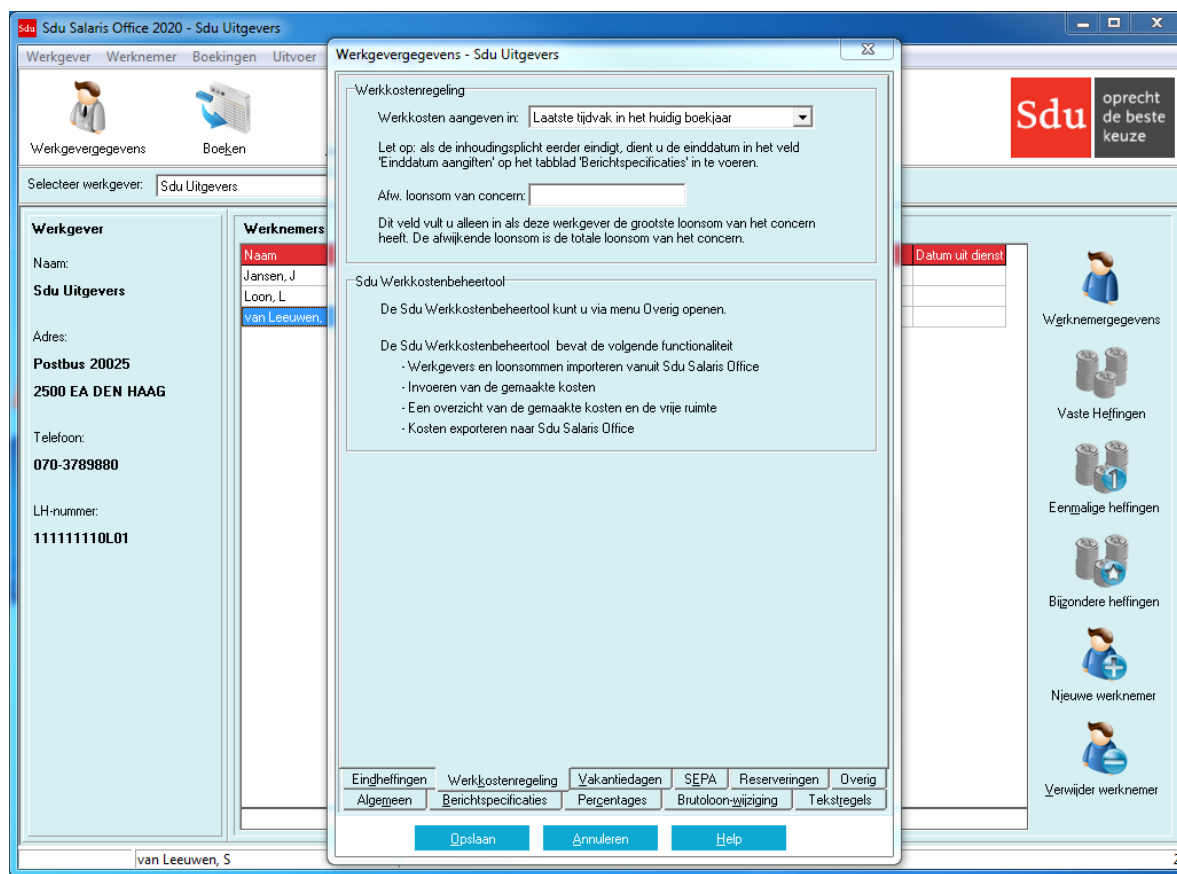 Sdu Sdu Salaris Office 2020 - Sdu Uitgevers
Werkgever Werknemer Boekingen Uitvoer
Werkgevergegevens
Boeken
Sdu
oprecht
de beste
keuze
Selecteer werkgever: Sdu Uitgevers
Werkgever
Naam:
Sdu Uitgevers
Adres:
Postbus 20025
2500 EA DEN HAAG
Telefoon:
070-3789880
LH-nummer:
111111110L01
Werknemers
Naam
Datum uit dienst
Jansen, J
Loon, L
van Leeuwen,
Werkgevergegevens - Sdu Uitgevers
Werkkostenregeling
Werkkosten aangeven in: Laatste tijdvak in het huidig boekjaar
Let op: als de inhoudingsplicht eerder eindigt, dient u de einddatum in het veld
'Einddatum aangiften' op het tabblad 'Berichtspecificaties' in te voeren.
Afw. loonsom van concern:
Dit veld vult u alleen in als deze werkgever de grootste loonsom van het concern
heeft. De afwijkende loonsom is de totale loonsom van het concern.
Sdu Werkkostenbeheertool
De Sdu Werkkostenbeheertool kunt u via menu Overig openen.
De Sdu Werkkostenbeheertool bevat de volgende functionaliteit
- Werkgevers en loonsommen importeren vanuit Sdu Salaris Office
- Invoeren van de gemaakte kosten
- Een overzicht van de gemaakte kosten en de vrije ruimte
- Kosten exporteren naar Sdu Salaris Office
Eindheffingen Werkkostenregeling Vakantiedagen SEPA Reserveringen Overig
Algemeen Berichtspecificaties Percentages Brutoloon-wijziging Tekstregels
Opslaan Annuleren Help
Werknemergegevens
Vaste Heffingen
1
Eenmalige heffingen
Bijzondere heffingen
Nieuwe werknemer
Verwijder werknemer
van Leeuwen, S